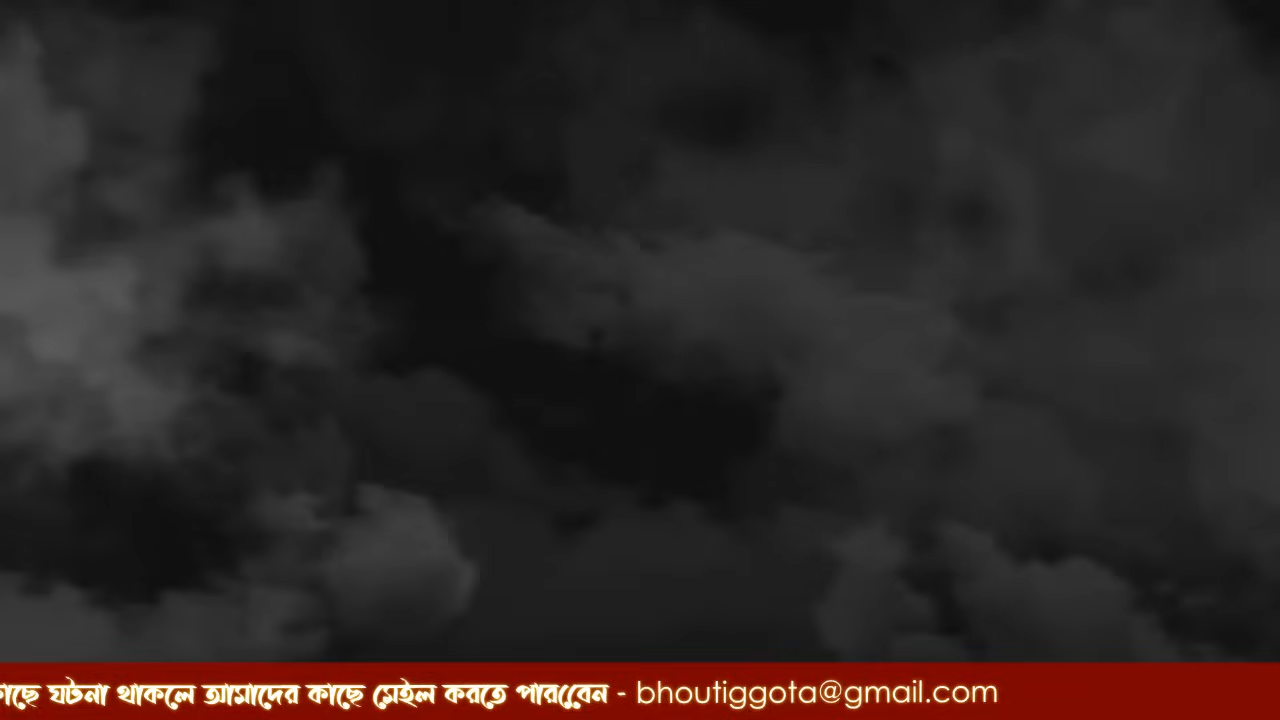 ঘটনা থাকলে আমাদের কাছে মেইল করতে পারবেন - bhoutiggota@gmail.com